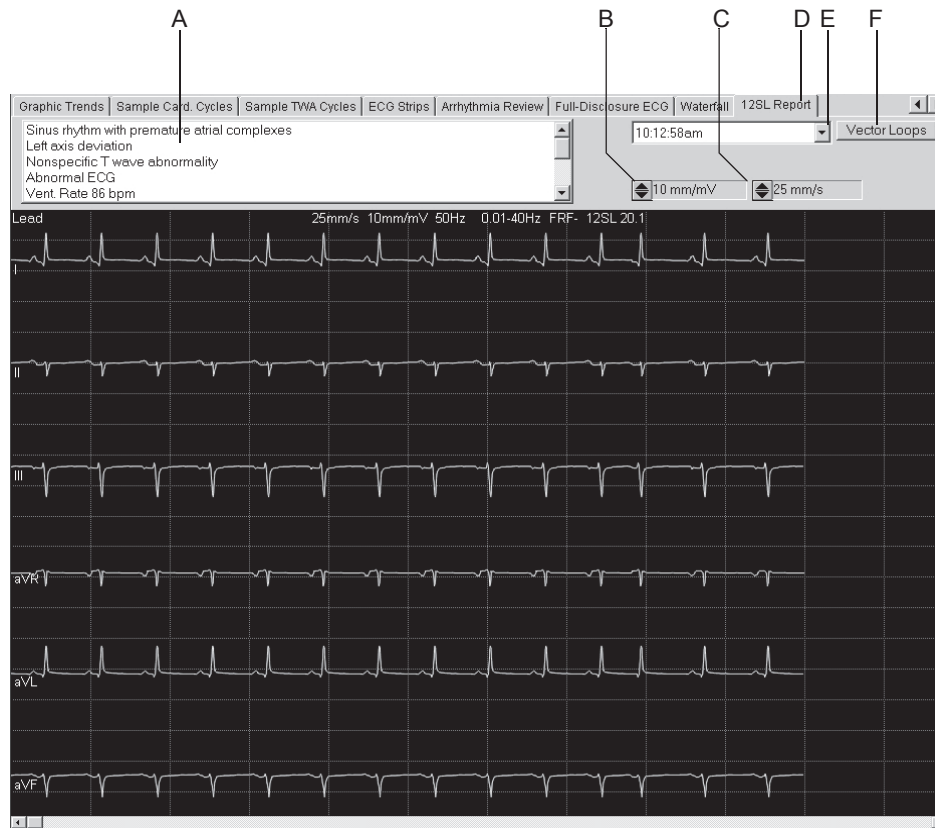 A B C D E F
Graphic Trends Sample Card. Cycles Sample TWA Cycles ECG Strips Arrhythmia Review Full-Disclosure ECG Waterfall 12SL Report
Sinus rhythm with premature atrial complexes
Left axis deviation
Nonspecific T wave abnormality
Abnormal ECG
Vent. Rate 86 bpm
10:12:58am Vector Loops
10 mm/mV 25 mm/s
Lead 25mm/s 10mm/mV 50Hz 0.01-40Hz FRF- 12SL 20.1
I
II
III
aVR
aVL
aVF